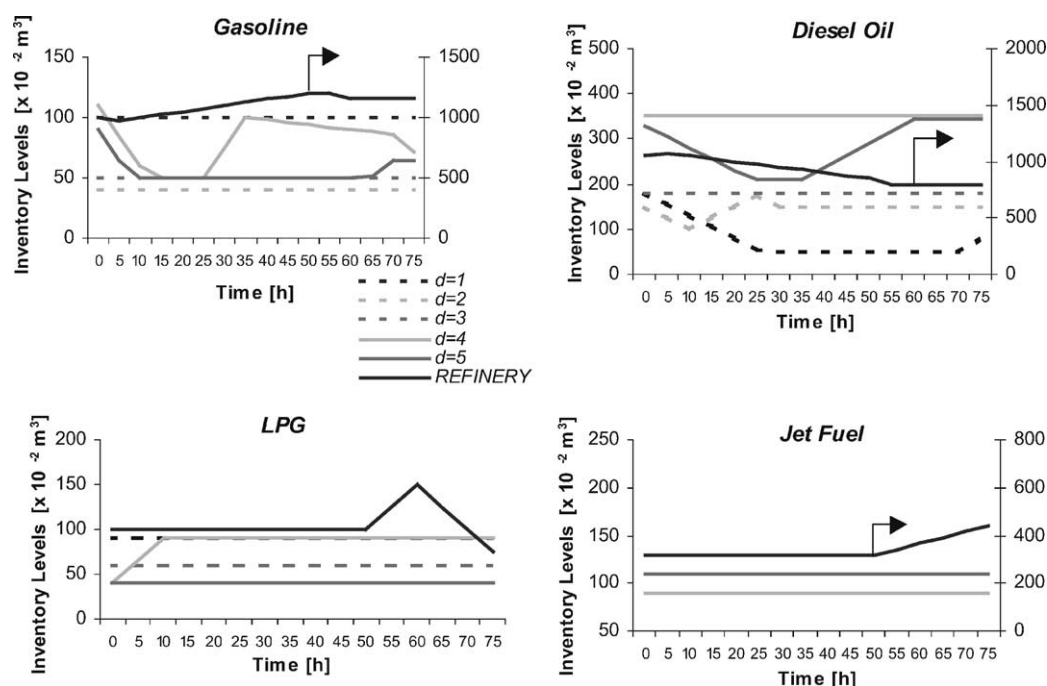 Gasoline
Inventory Levels [x 10 -2 m3]
150
100
50
0
1500
1000
500
0
0 5 10 15 20 25 35 40 45 50 55 60 65 70 75
Time [h]
Diesel Oil
Inventory Levels [x 10 -2 m3]
500
400
300
200
100
0
2000
1500
1000
500
0
0 5 10 15 20 25 30 35 40 45 50 55 60 65 70 75
Time [h]
d=1
d=2
d=3
d=4
d=5
REFINERY
LPG
Inventory Levels [x 10 -2 m3]
200
150
100
50
0
0 5 10 15 20 25 30 35 40 45 50 55 60 65 70 75
Time [h]
Jet Fuel
Inventory Levels [x 10 -2 m3]
250
200
150
100
50
800
600
400
200
0
0 5 10 15 20 25 30 35 40 45 50 55 60 65 70 75
Time [h]